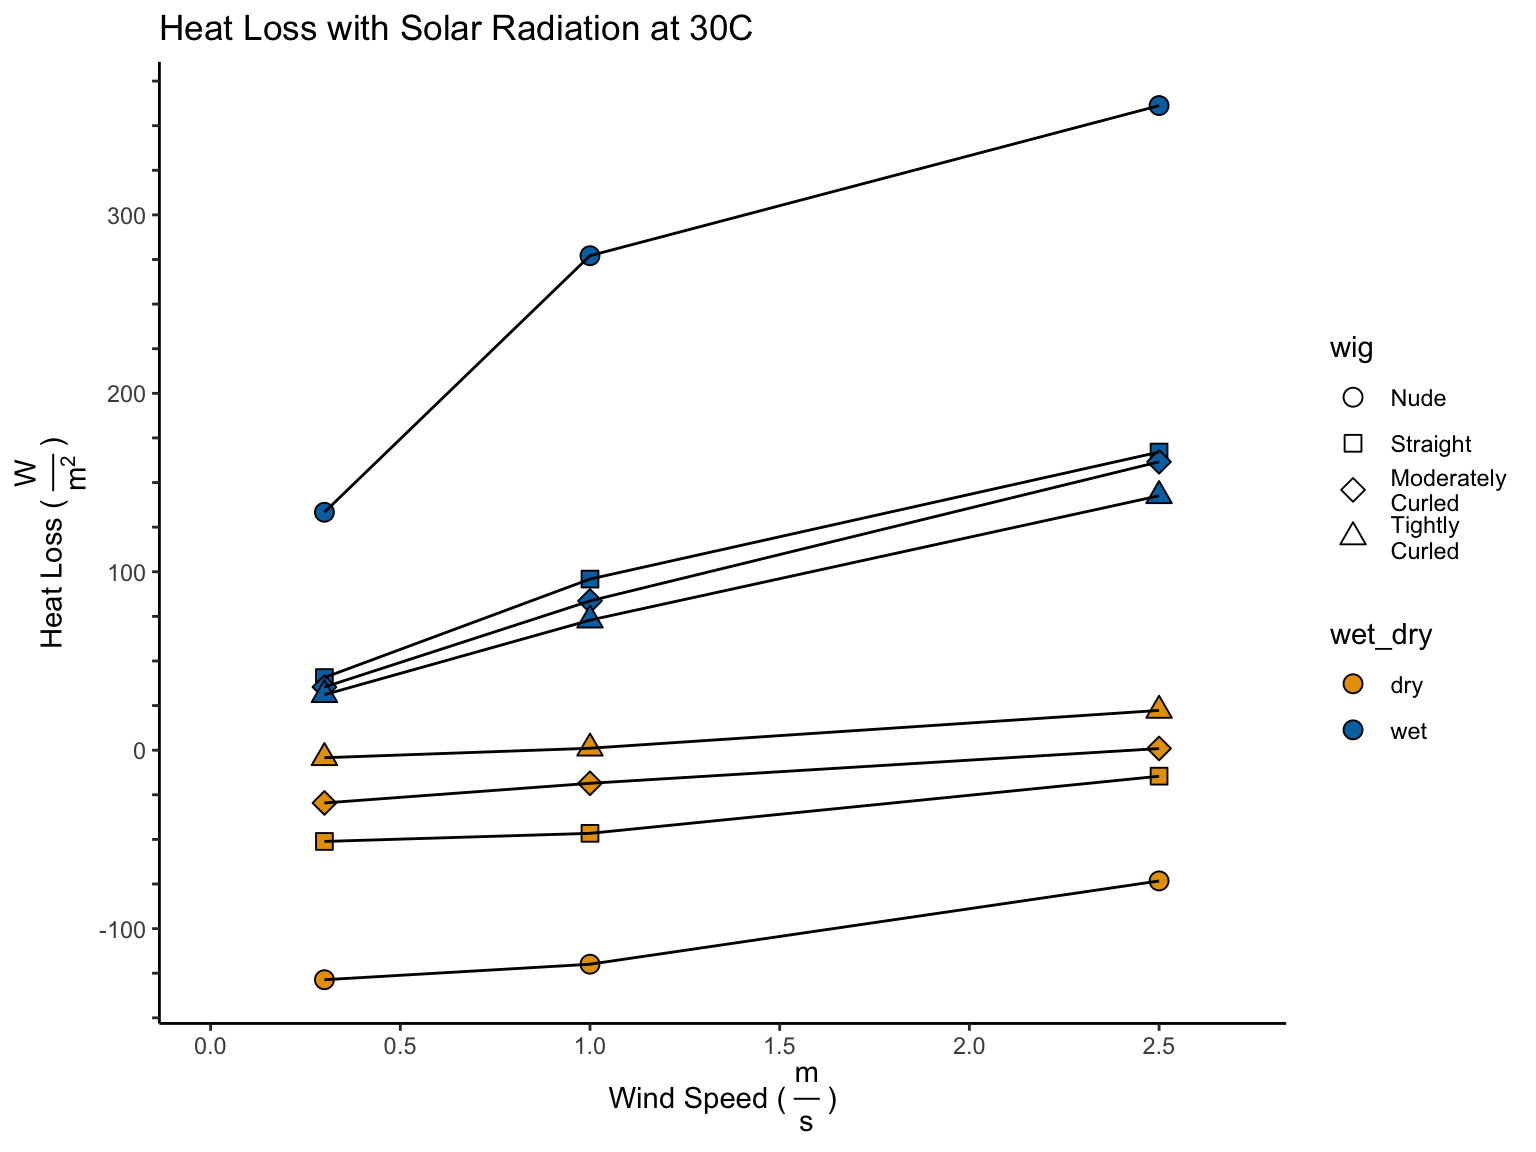 Heat Loss with Solar Radiation at 30C
Heat Loss ( W / m² )
300
200
100
0
-100
0.0 0.5 1.0 1.5 2.0 2.5
Wind Speed ( m / s )
wig
Nude
Straight
Moderately
Curled
Tightly
Curled
wet_dry
dry
wet